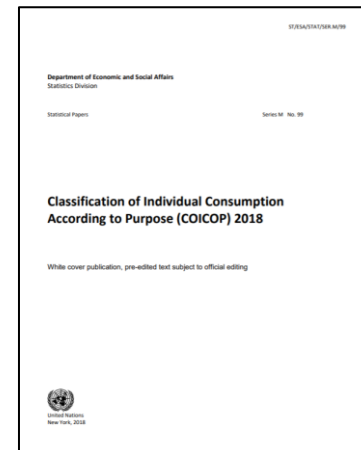 ST/ESA/STAT/SER.M/99
Department of Economic and Social Affairs
Statistics Division
Statistical Papers Series M No. 99
Classification of Individual Consumption
According to Purpose (COICOP) 2018
White cover publication, pre-edited text subject to official editing
United Nations
New York, 2018